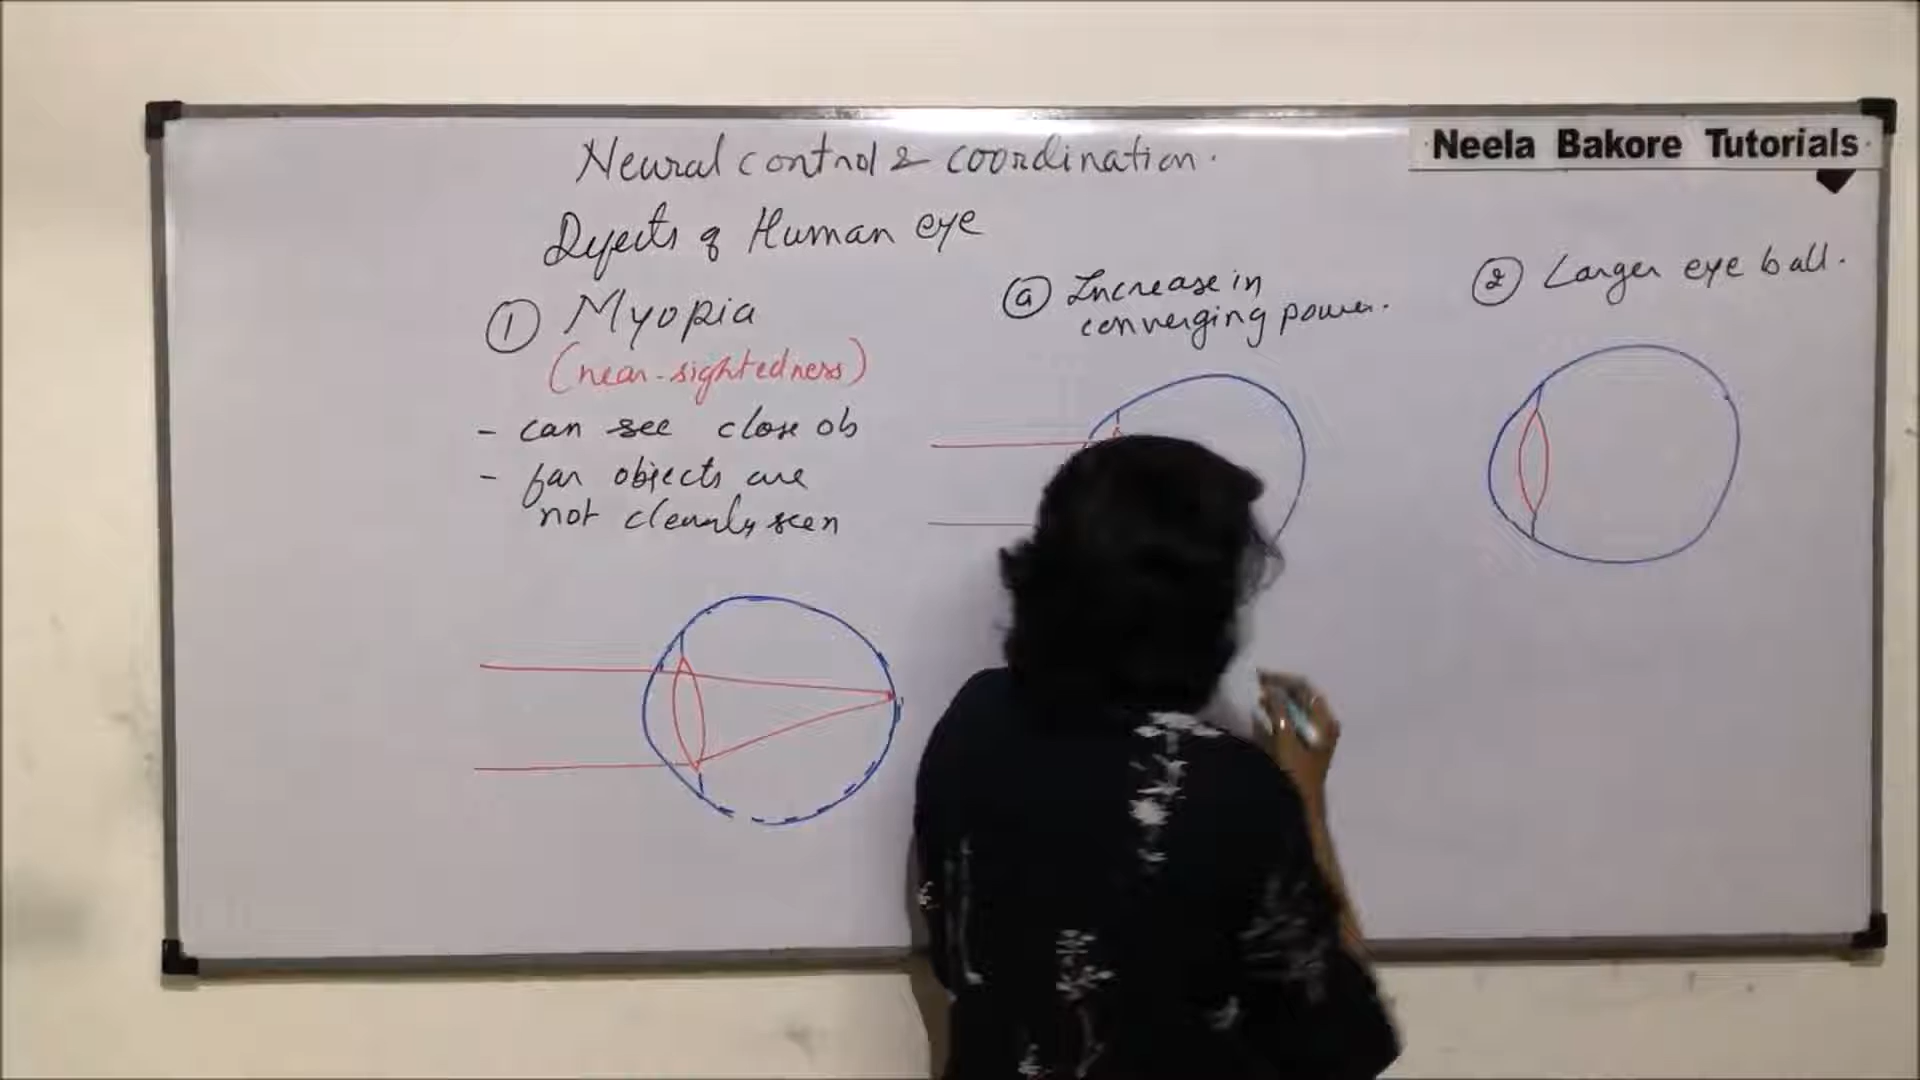 Neela Bakore Tutorials
Neural control & coordination.
Defects of Human eye
① Myopia
(near-sightedness)
- can see close ob
- far objects are
not clearly seen
ⓐ Increase in
converging power.
② Larger eye ball.